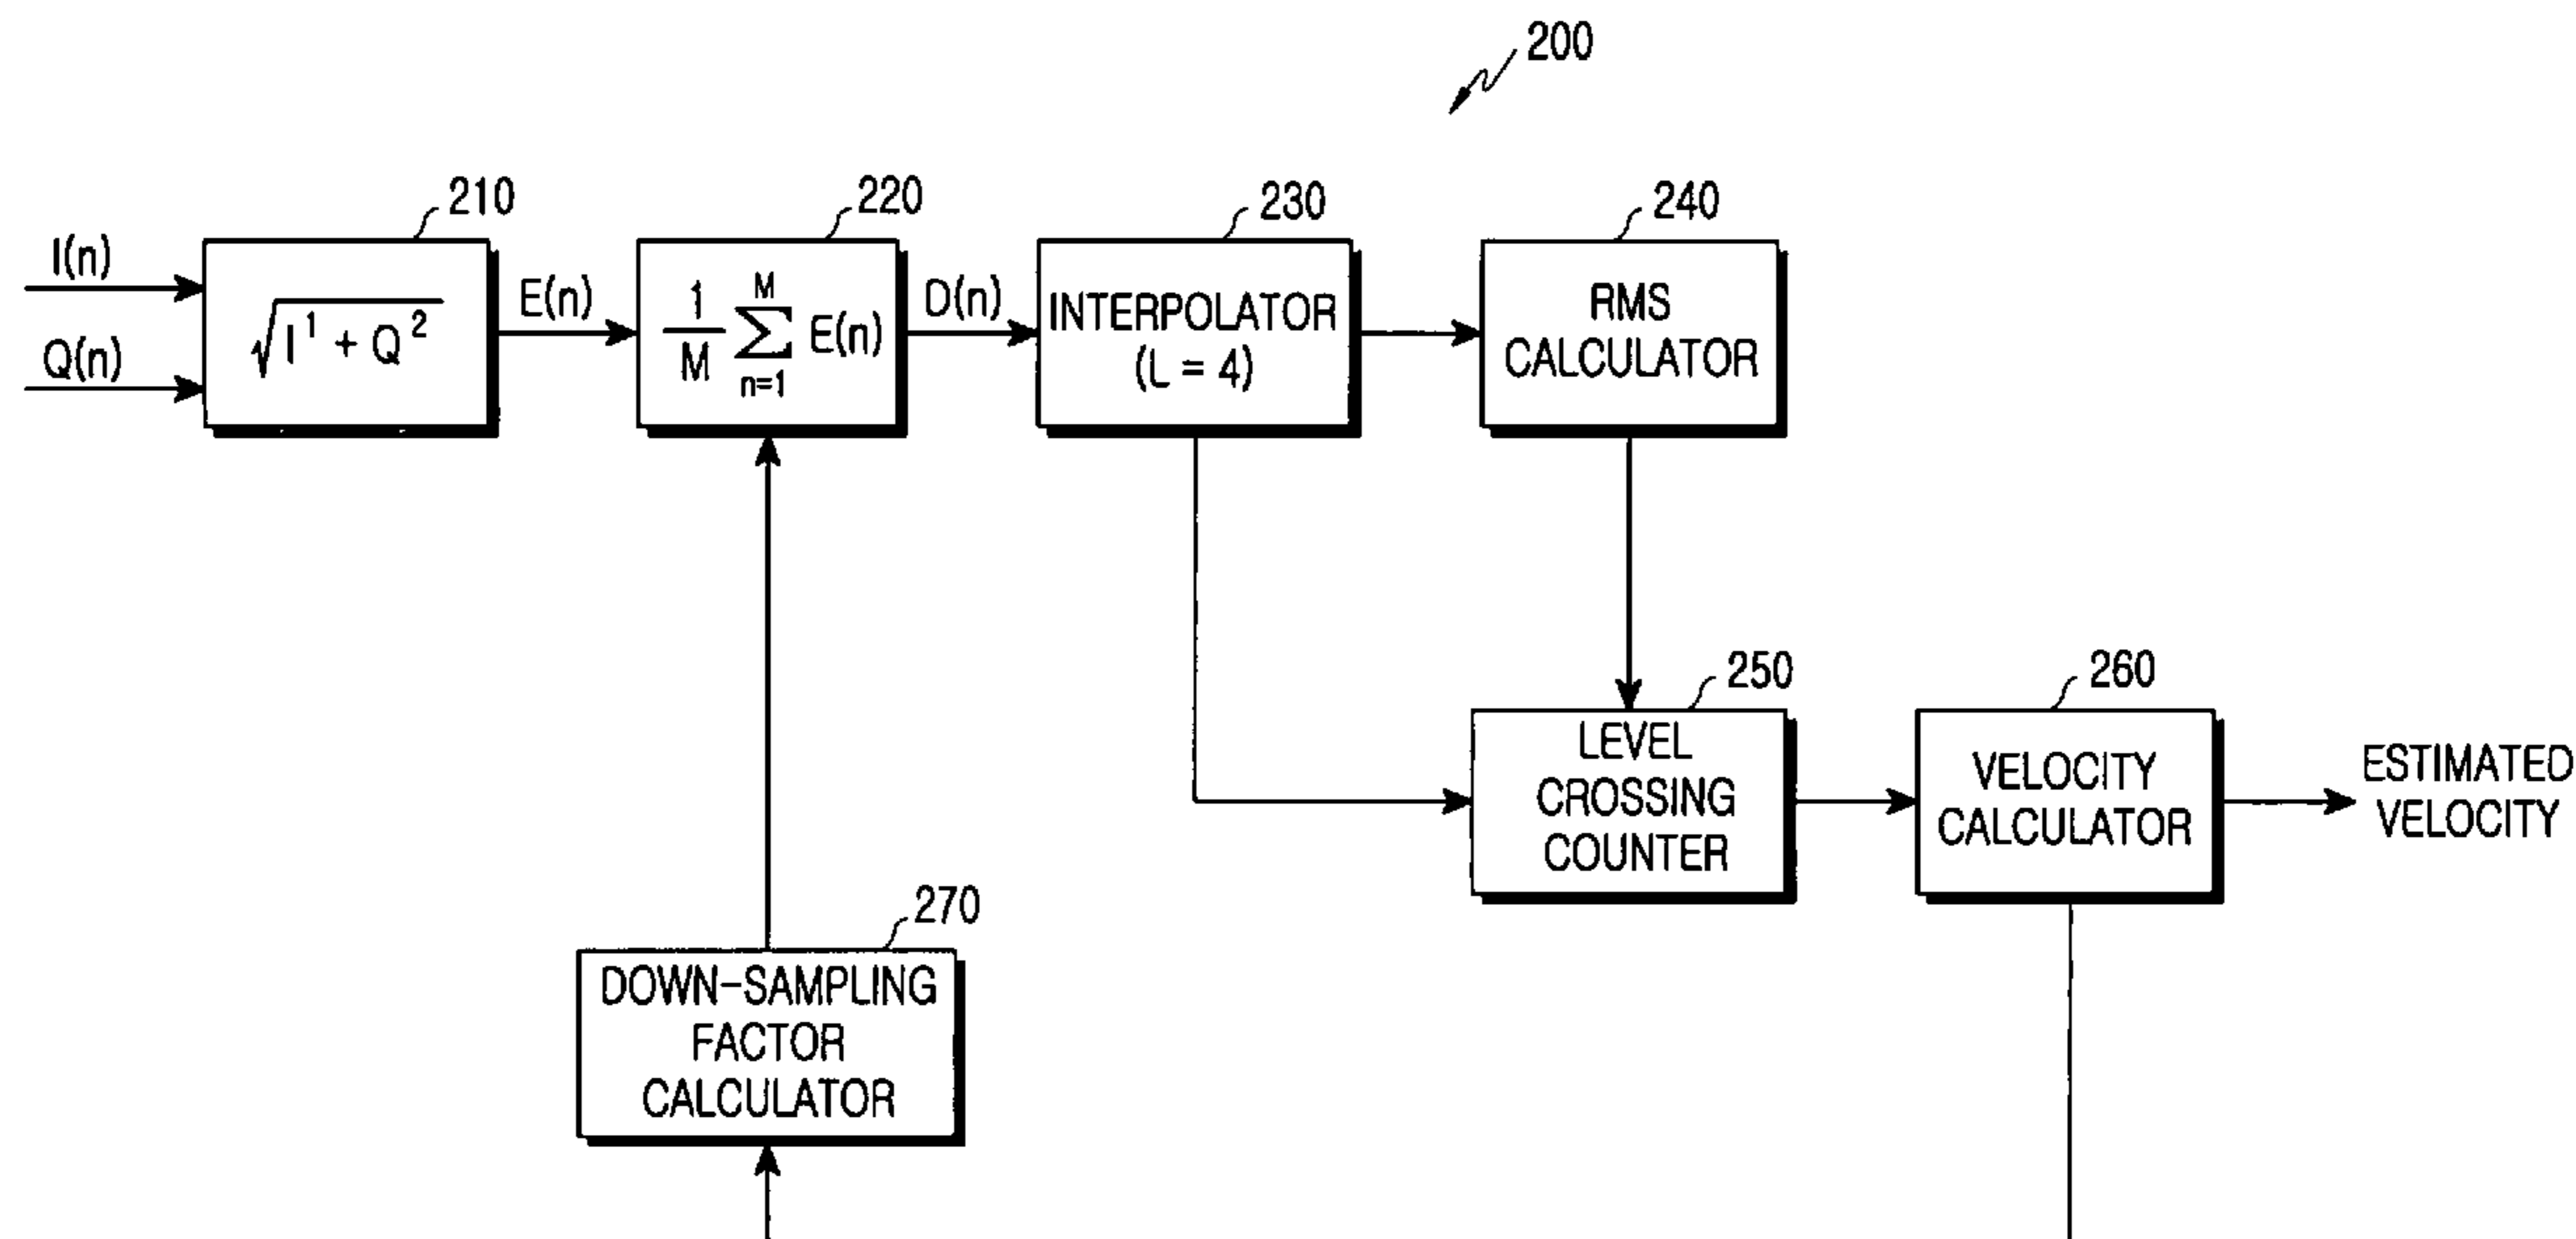 200
210
220
230
240
I(n)
Q(n)
√I¹ + Q²
E(n)
1/M M∑n=1 E(n)
D(n)
INTERPOLATOR
(L = 4)
RMS
CALCULATOR
250
260
LEVEL
CROSSING
COUNTER
VELOCITY
CALCULATOR
ESTIMATED
VELOCITY
270
DOWN-SAMPLING
FACTOR
CALCULATOR